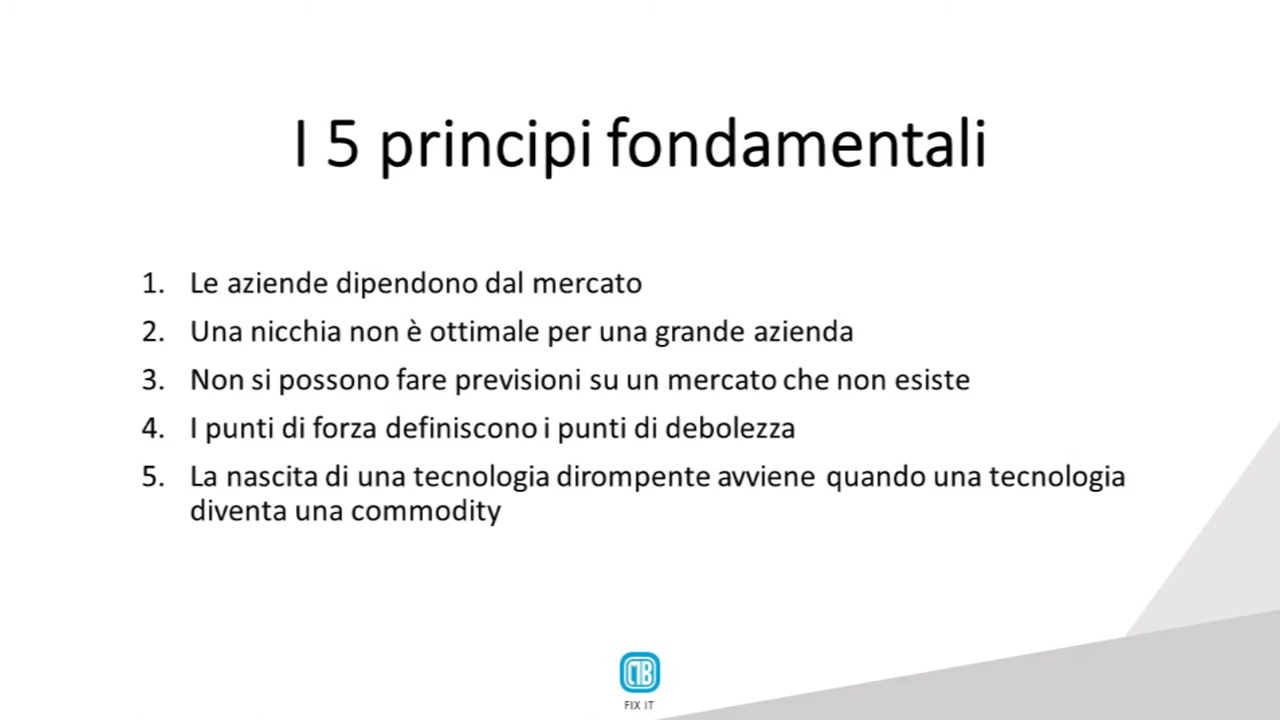 I 5 principi fondamentali
1. Le aziende dipendono dal mercato
2. Una nicchia non è ottimale per una grande azienda
3. Non si possono fare previsioni su un mercato che non esiste
4. I punti di forza definiscono i punti di debolezza
5. La nascita di una tecnologia dirompente avviene quando una tecnologia
diventa una commodity
MB
FIX IT